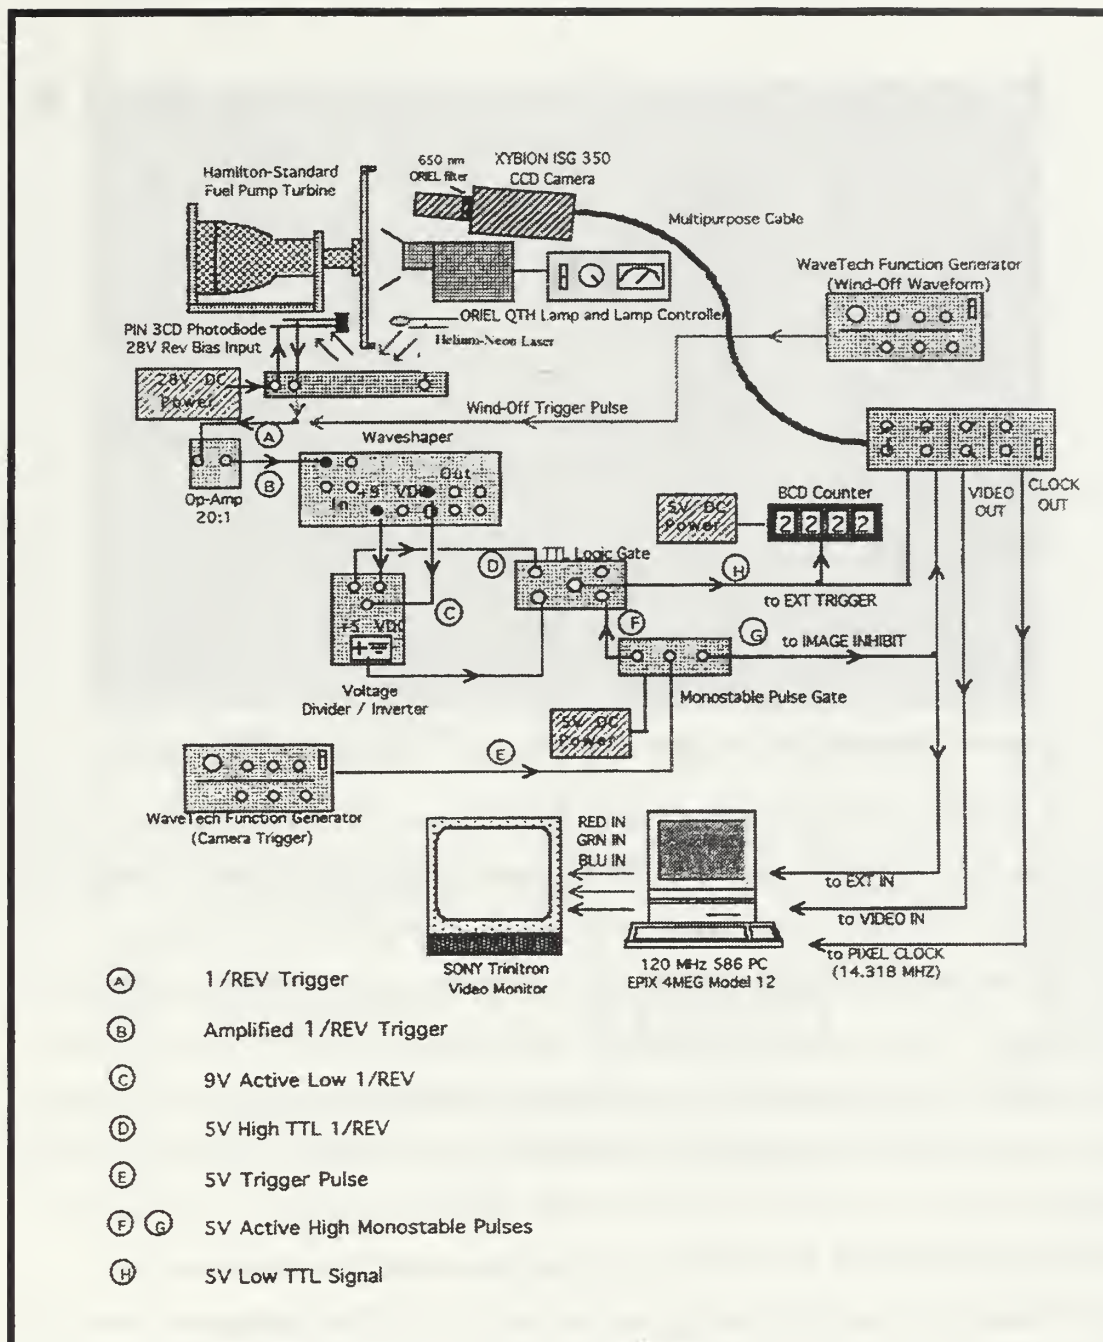 Hamilton-Standard
Fuel Pump Turbine
650 nm
ORIEL filter
XYBION ISG 350
CCD Camera
Multipurpose Cable
WaveTech Function Generator
(Wind-Off Waveform)
ORIEL QTH Lamp and Lamp Controller
Helium-Neon Laser
PIN 3CD Photodiode
28V Rev Bias Input
28V DC
Power
Wind-Off Trigger Pulse
A
Waveshaper
B
Op-Amp
20:1
In
+9 VDC
Out
BCD Counter
5V DC
Power
2 2 2 2
VIDEO
OUT
CLOCK
OUT
D
TTL Logic Gate
H
to EXT TRIGGER
C
+5 VDC
F
G
to IMAGE INHIBIT
Voltage
Divider / Inverter
Monostable Pulse Gate
5V DC
Power
E
WaveTech Function Generator
(Camera Trigger)
RED IN
GRN IN
BLU IN
to EXT IN
to VIDEO IN
to PIXEL CLOCK
(14.318 MHZ)
SONY Trinitron
Video Monitor
120 MHz 586 PC
EPIX 4MEG Model 12
A 1/REV Trigger
B Amplified 1/REV Trigger
C 9V Active Low 1/REV
D 5V High TTL 1/REV
E 5V Trigger Pulse
F G 5V Active High Monostable Pulses
H 5V Low TTL Signal